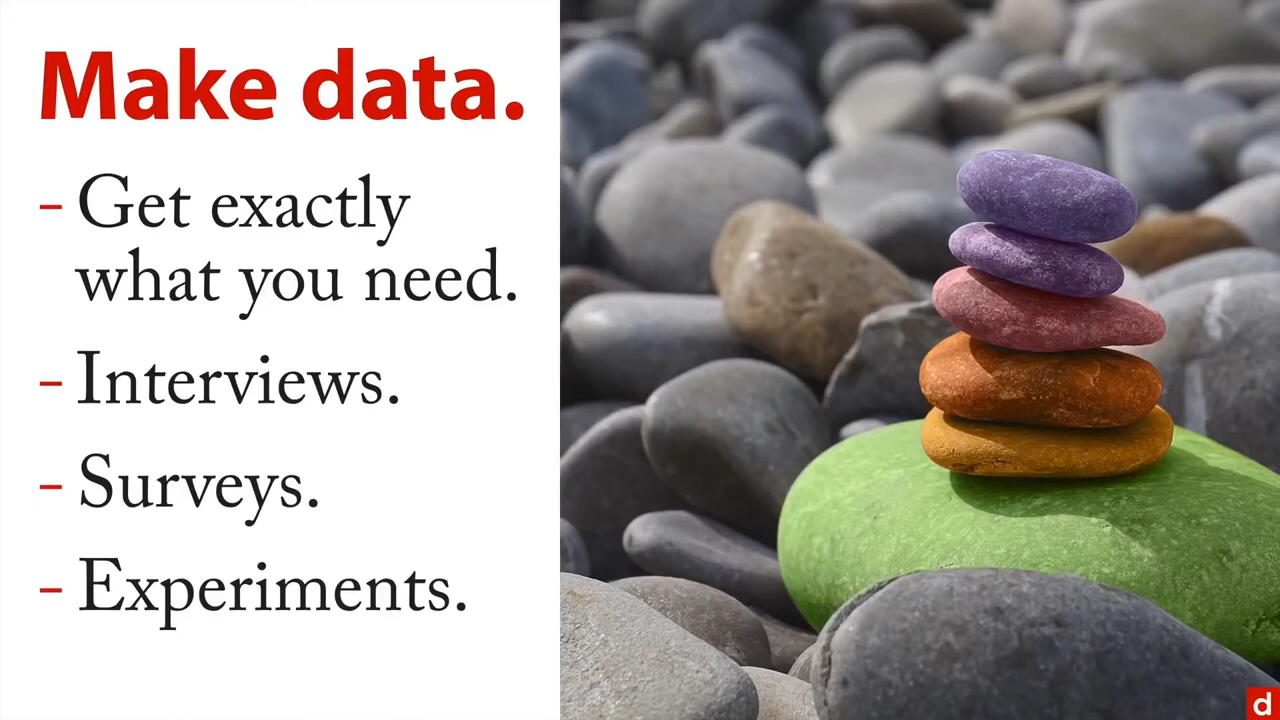 Make data.
– Get exactly
what you need.
– Interviews.
– Surveys.
– Experiments.
d